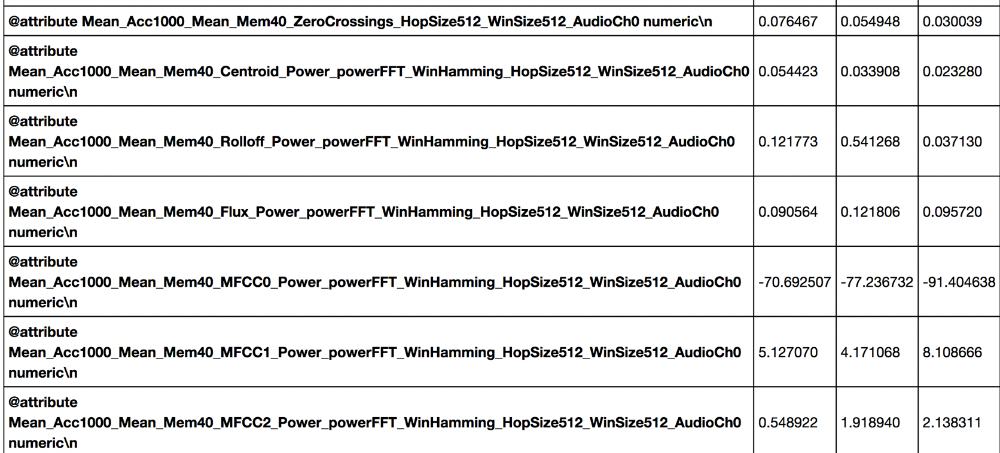 @attribute Mean_Acc1000_Mean_Mem40_ZeroCrossings_HopSize512_WinSize512_AudioCh0 numeric\n 0.076467 0.054948 0.030039
@attribute
Mean_Acc1000_Mean_Mem40_Centroid_Power_powerFFT_WinHamming_HopSize512_WinSize512_AudioCh0 0.054423 0.033908 0.023280
numeric\n
@attribute
Mean_Acc1000_Mean_Mem40_Rolloff_Power_powerFFT_WinHamming_HopSize512_WinSize512_AudioCh0 0.121773 0.541268 0.037130
numeric\n
@attribute
Mean_Acc1000_Mean_Mem40_Flux_Power_powerFFT_WinHamming_HopSize512_WinSize512_AudioCh0 0.090564 0.121806 0.095720
numeric\n
@attribute
Mean_Acc1000_Mean_Mem40_MFCC0_Power_powerFFT_WinHamming_HopSize512_WinSize512_AudioCh0 -70.692507 -77.236732 -91.404638
numeric\n
@attribute
Mean_Acc1000_Mean_Mem40_MFCC1_Power_powerFFT_WinHamming_HopSize512_WinSize512_AudioCh0 5.127070 4.171068 8.108666
numeric\n
@attribute
Mean_Acc1000_Mean_Mem40_MFCC2_Power_powerFFT_WinHamming_HopSize512_WinSize512_AudioCh0 0.548922 1.918940 2.138311
numeric\n